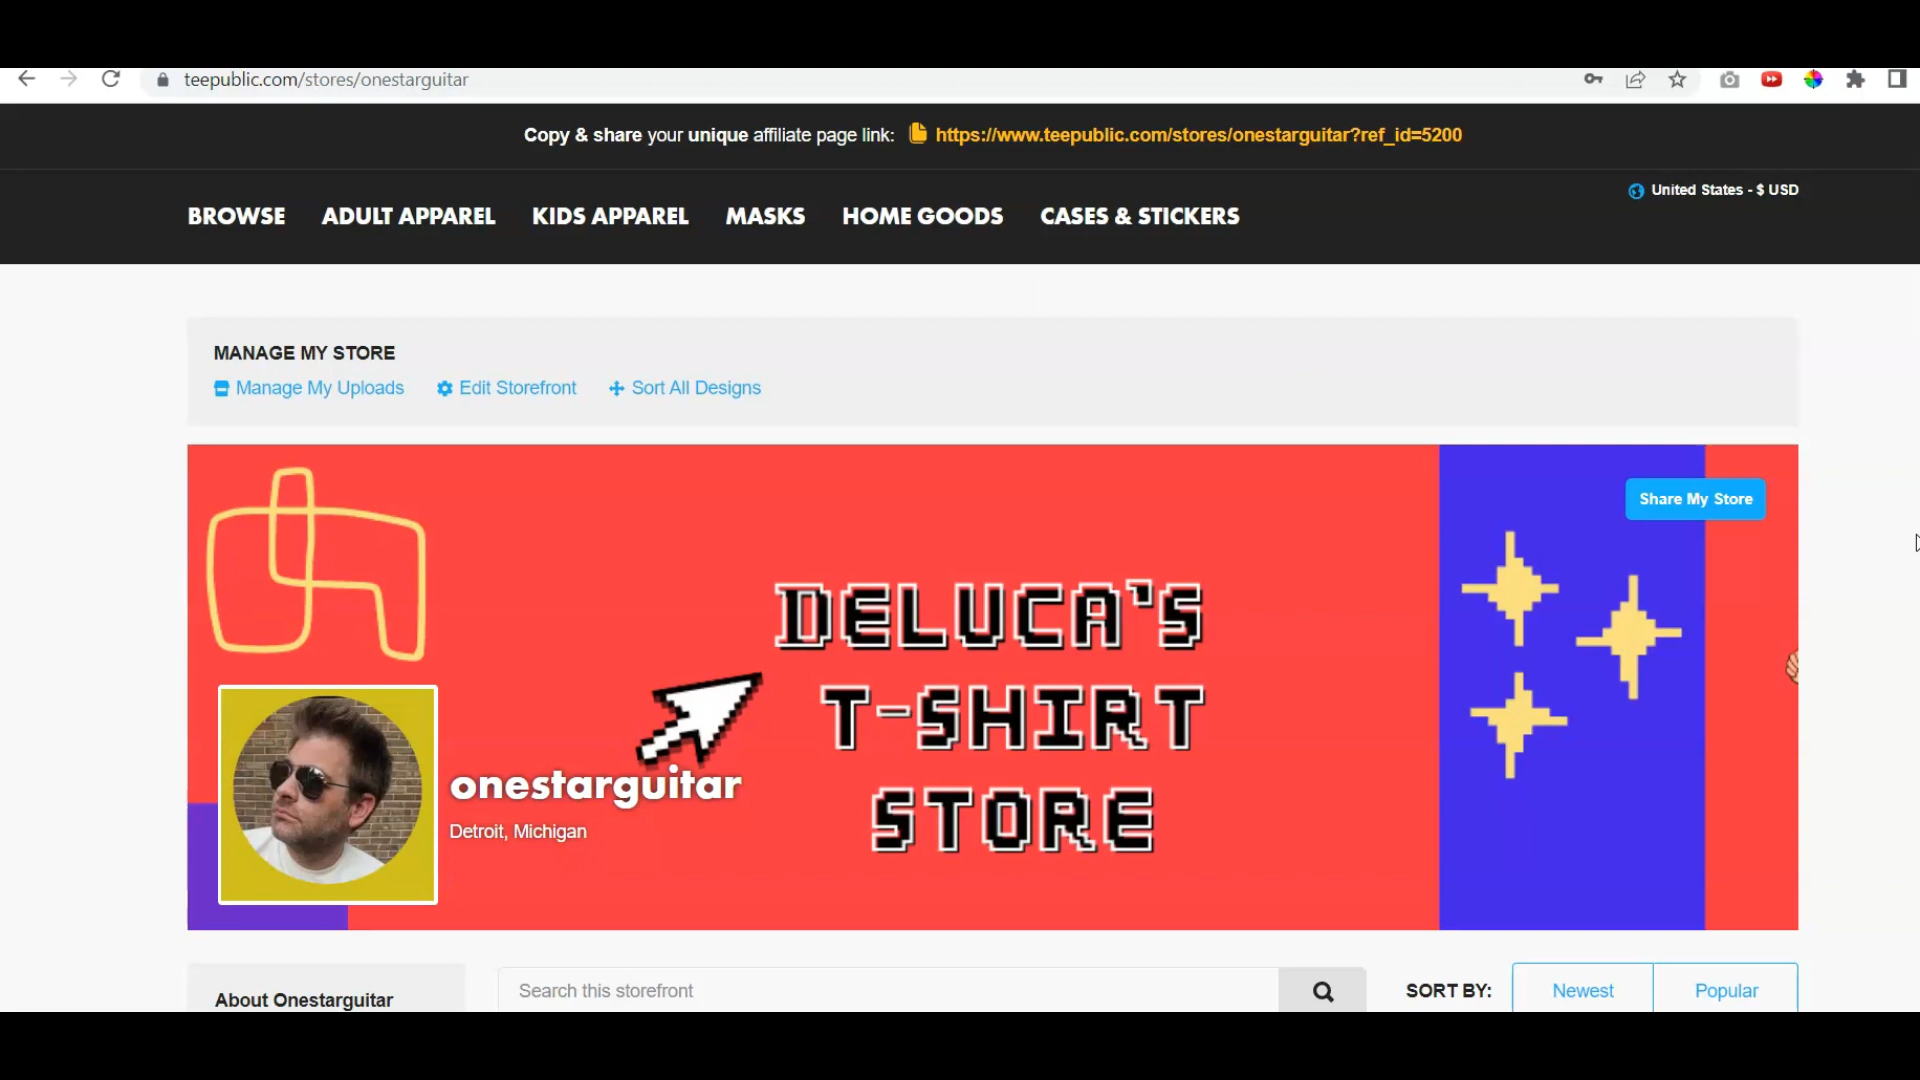 teepublic.com/stores/onestarguitar
Copy & share your unique affiliate page link: https://www.teepublic.com/stores/onestarguitar?ref_id=5200
United States - $ USD
BROWSE ADULT APPAREL KIDS APPAREL MASKS HOME GOODS CASES & STICKERS
MANAGE MY STORE
Manage My Uploads Edit Storefront Sort All Designs
Share My Store
DELUCA'S
T-SHIRT
STORE
onestarguitar
Detroit, Michigan
About Onestarguitar
Search this storefront
SORT BY: Newest Popular